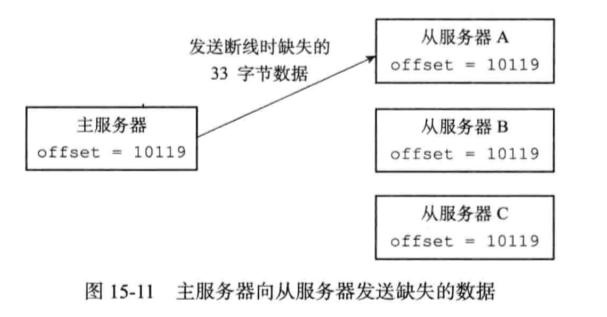 发送断线时缺失的
33 字节数据
从服务器 A
offset = 10119
主服务器
offset = 10119
从服务器 B
offset = 10119
从服务器 C
offset = 10119
图 15-11 主服务器向从服务器发送缺失的数据